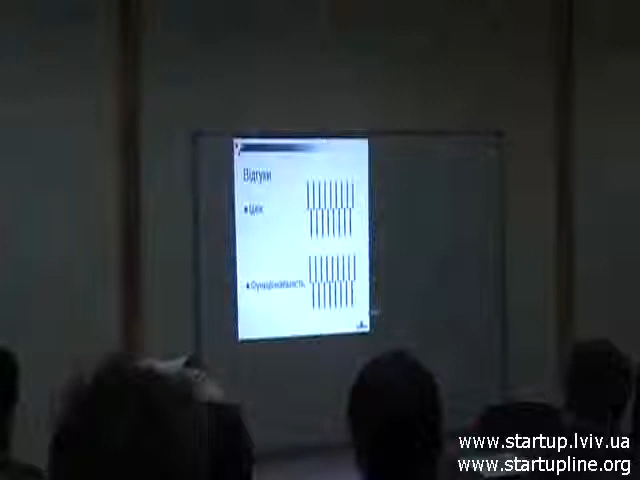 Відгуки
Ціна
Функціональність
www.startup.lviv.ua
www.startupline.org